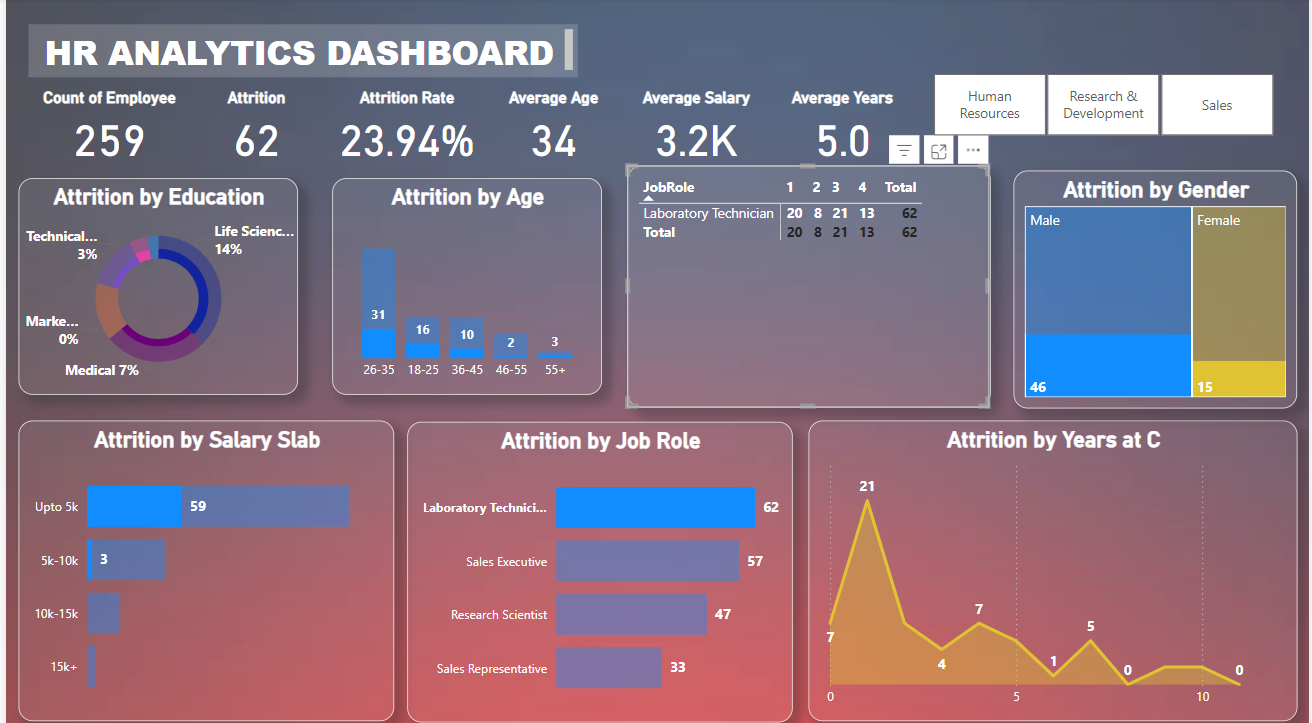 HR ANALYTICS DASHBOARD
Count of Employee
259
Attrition
62
Attrition Rate
23.94%
Average Age
34
Average Salary
3.2K
Average Years
5.0
Human
Resources
Research &
Development
Sales
Attrition by Education
Technical...
3%
Life Scienc...
14%
Marke...
0%
Medical 7%
Attrition by Age
31
16
10
2
3
26-35 18-25 36-45 46-55 55+
JobRole 1 2 3 4 Total
Laboratory Technician 20 8 21 13 62
Total 20 8 21 13 62
Attrition by Gender
Male
Female
46
15
Attrition by Salary Slab
Upto 5k 59
5k-10k 3
10k-15k
15k+
Attrition by Job Role
Laboratory Technici... 62
Sales Executive 57
Research Scientist 47
Sales Representative 33
Attrition by Years at C
21
7
7
4
5
1
0
0
0 5 10